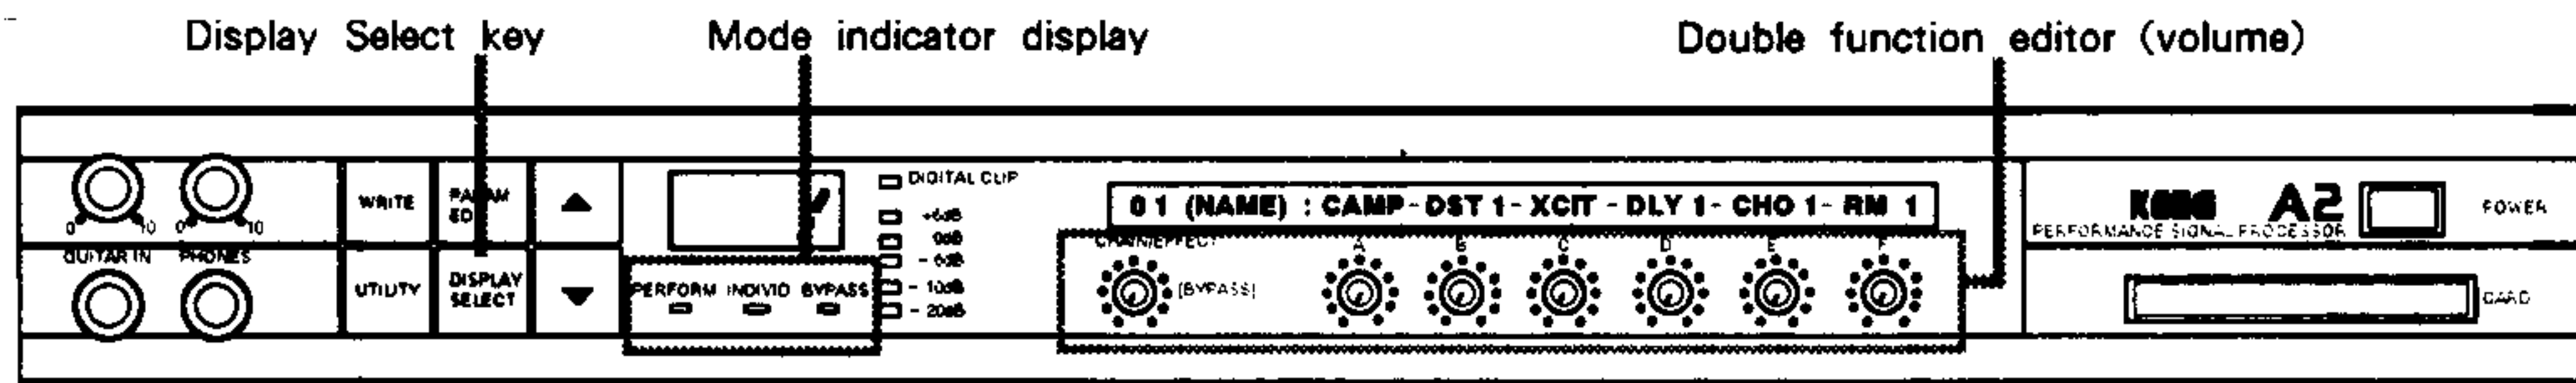 Display Select key
Mode indicator display
Double function editor (volume)
0 10
0 10
GUITAR IN
PHONES
WRITE
UTILITY
DISPLAY
SELECT
PERFORM INDIVID BYPASS
DIGITAL CLIP
+6dB
0dB
- 6dB
- 10dB
- 20dB
01 (NAME) : CAMP - DST 1 - XCIT - DLY 1 - CHO 1 - RM 1
CHAIN/EFFECT
(BYPASS)
A B C D E F
KORG A2
PERFORMANCE SIGNAL PROCESSOR
POWER
CARD